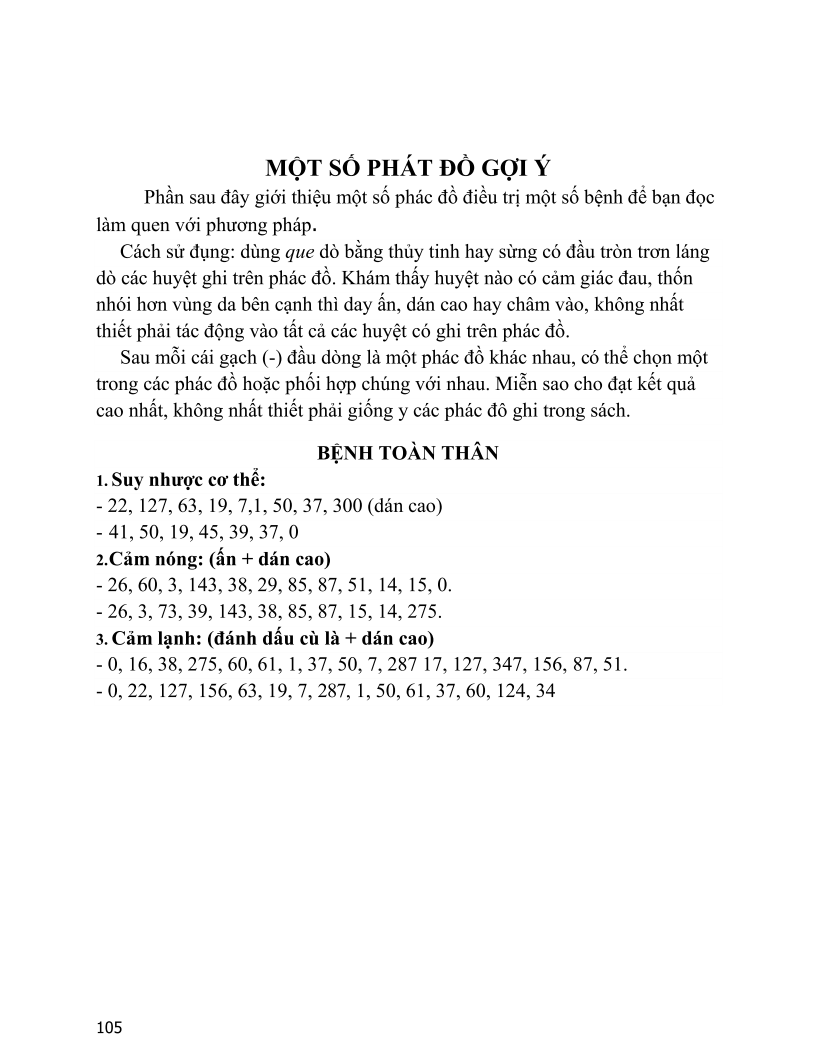 MỘT SỐ PHÁT ĐỒ GỢI Ý
Phần sau đây giới thiệu một số phác đồ điều trị một số bệnh để bạn đọc
làm quen với phương pháp.
Cách sử đụng: dùng que dò bằng thủy tinh hay sừng có đầu tròn trơn láng
dò các huyệt ghi trên phác đồ. Khám thấy huyệt nào có cảm giác đau, thốn
nhói hơn vùng da bên cạnh thì day ấn, dán cao hay châm vào, không nhất
thiết phải tác động vào tất cả các huyệt có ghi trên phác đồ.
Sau mỗi cái gạch (-) đầu dòng là một phác đồ khác nhau, có thể chọn một
trong các phác đồ hoặc phối hợp chúng với nhau. Miễn sao cho đạt kết quả
cao nhất, không nhất thiết phải giống y các phác đô ghi trong sách.
BỆNH TOÀN THÂN
1. Suy nhược cơ thể:
- 22, 127, 63, 19, 7,1, 50, 37, 300 (dán cao)
- 41, 50, 19, 45, 39, 37, 0
2.Cảm nóng: (ấn + dán cao)
- 26, 60, 3, 143, 38, 29, 85, 87, 51, 14, 15, 0.
- 26, 3, 73, 39, 143, 38, 85, 87, 15, 14, 275.
3. Cảm lạnh: (đánh dấu cù là + dán cao)
- 0, 16, 38, 275, 60, 61, 1, 37, 50, 7, 287 17, 127, 347, 156, 87, 51.
- 0, 22, 127, 156, 63, 19, 7, 287, 1, 50, 61, 37, 60, 124, 34
105